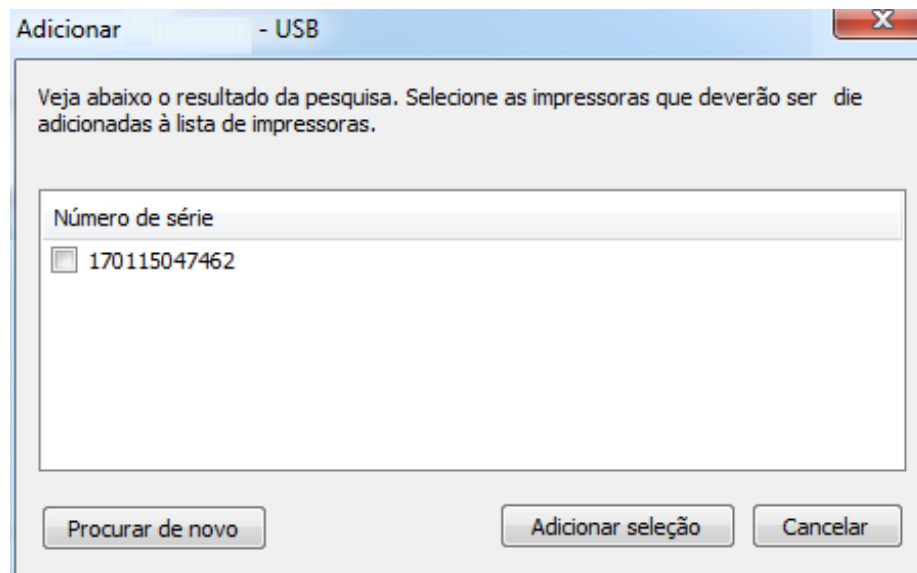 Adicionar - USB
Veja abaixo o resultado da pesquisa. Selecione as impressoras que deverão ser die
adicionadas à lista de impressoras.
Número de série
170115047462
Procurar de novo
Adicionar seleção
Cancelar